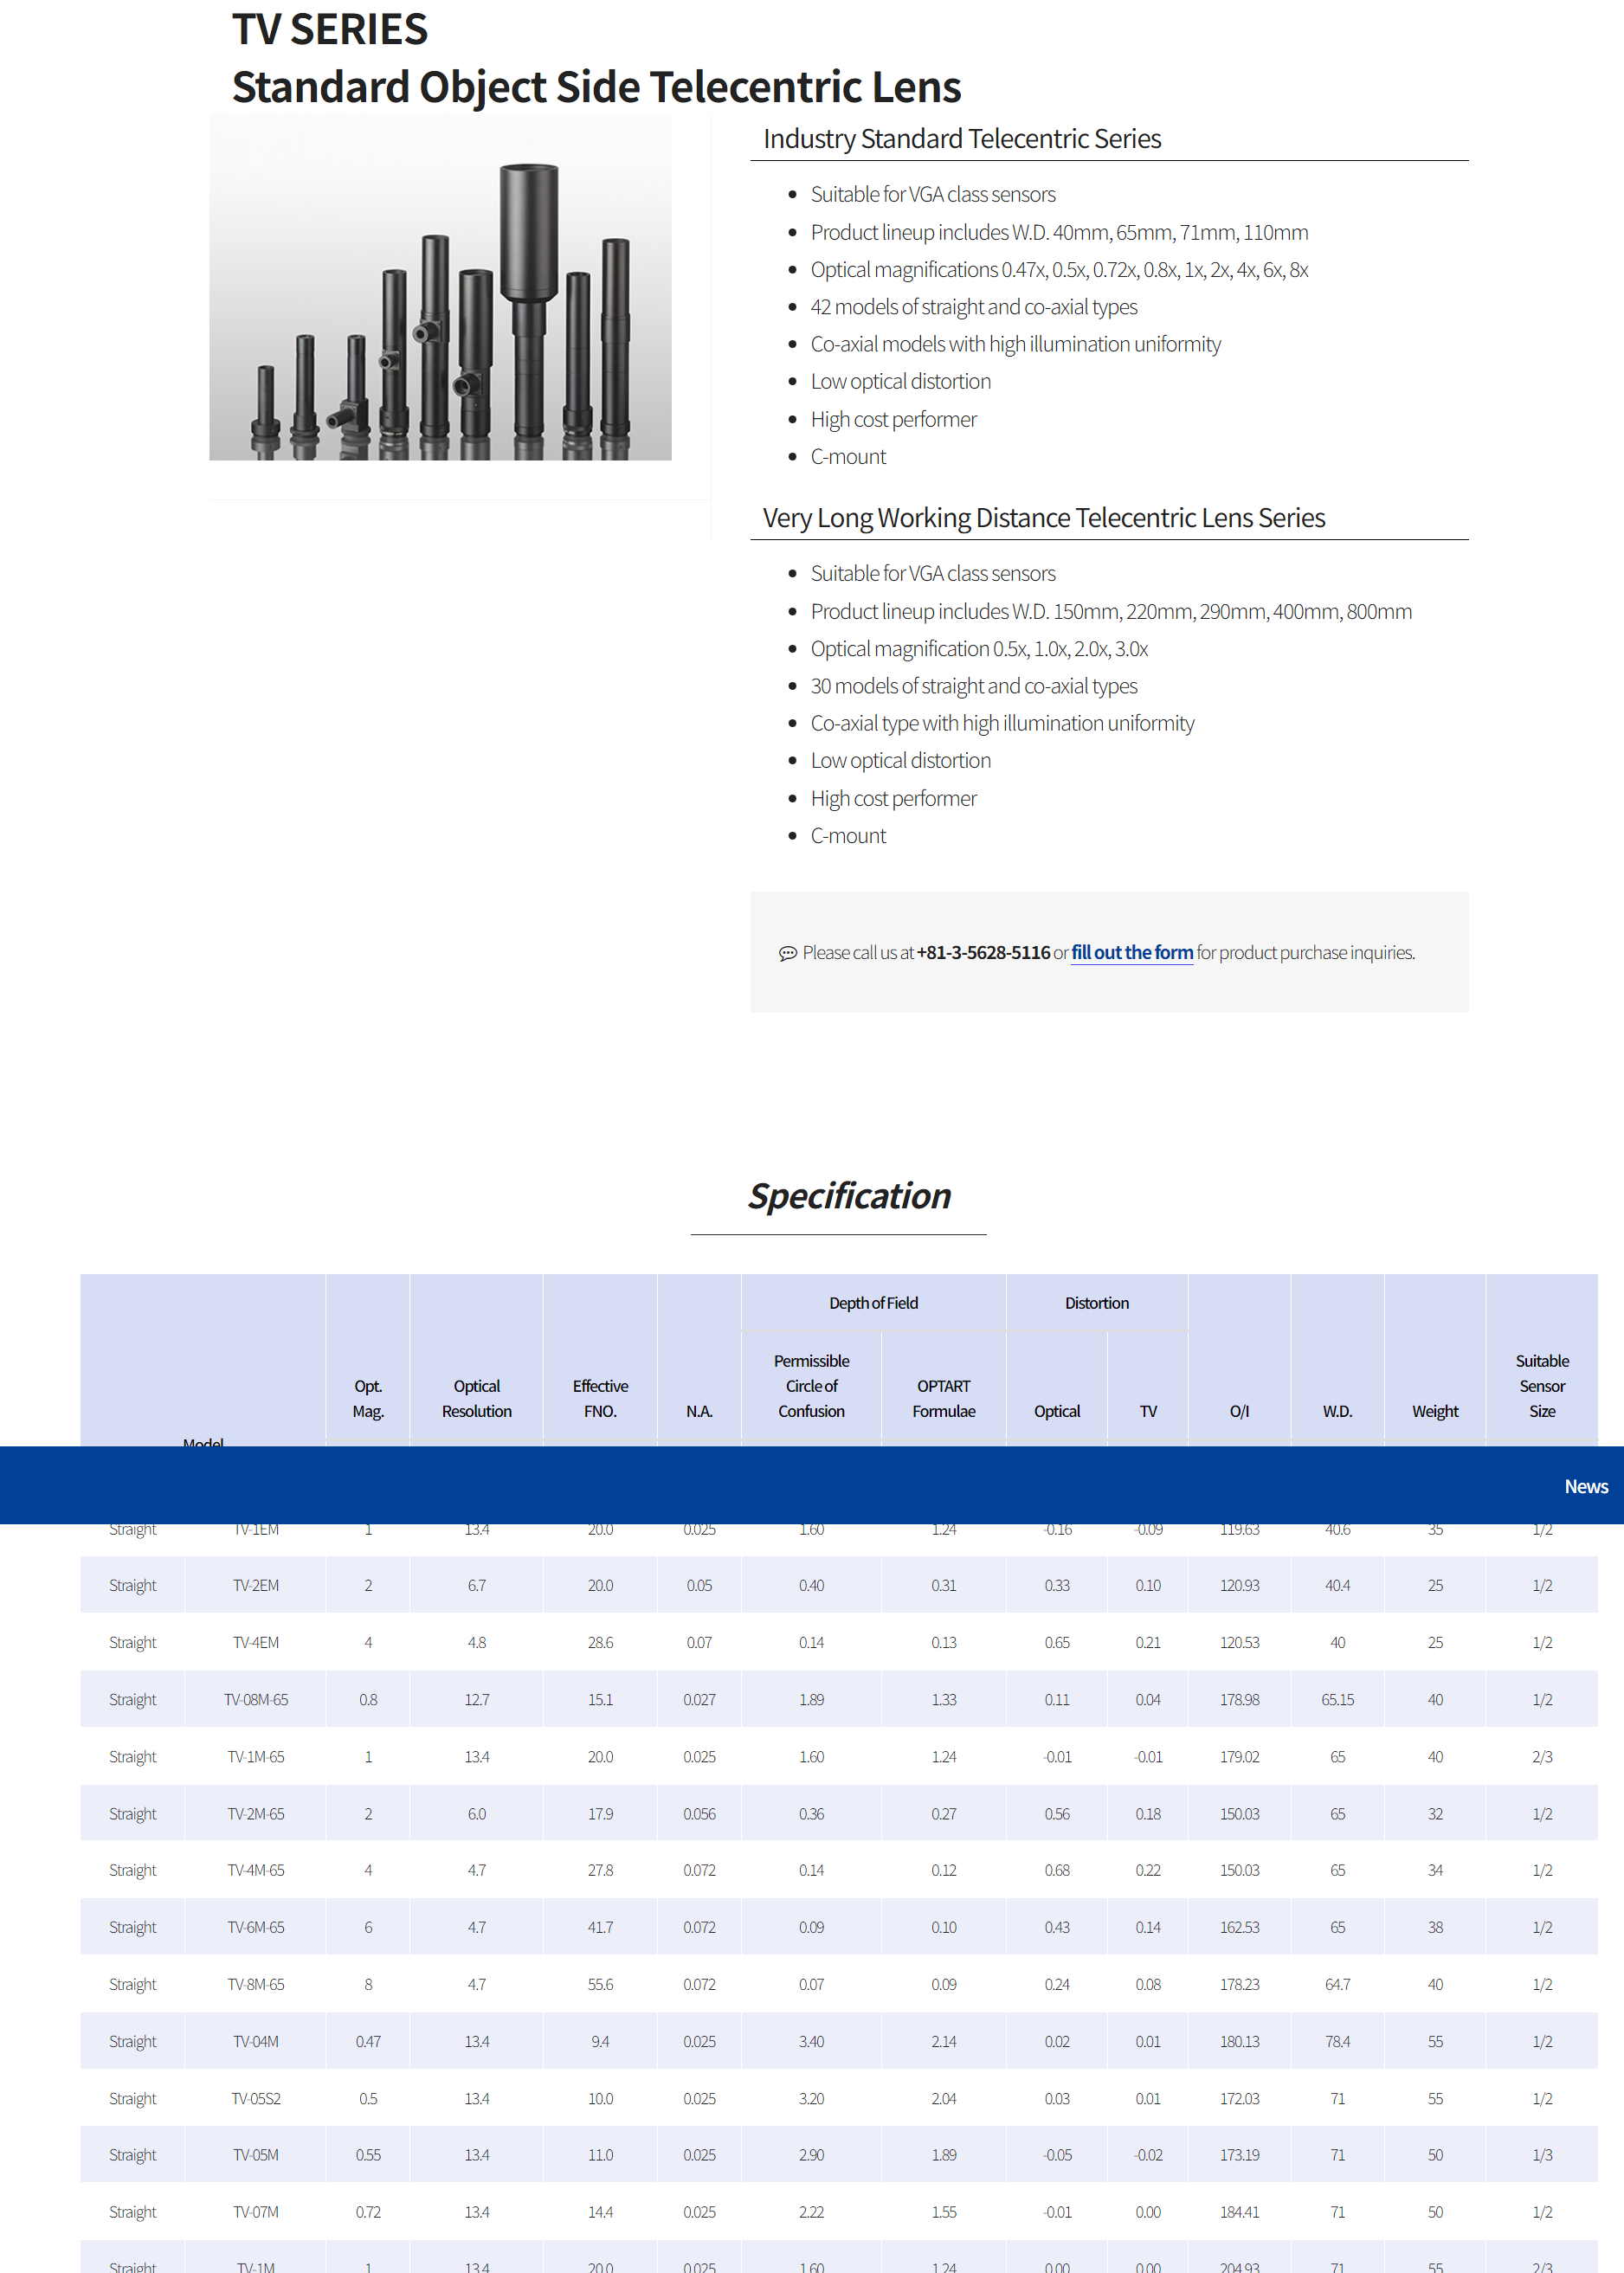 TV SERIES
Standard Object Side Telecentric Lens
Industry Standard Telecentric Series
Suitable for VGA class sensors
Product lineup includes W.D. 40mm, 65mm, 71mm, 110mm
Optical magnifications 0.47x, 0.5x, 0.72x, 0.8x, 1x, 2x, 4x, 6x, 8x
42 models of straight and co-axial types
Co-axial models with high illumination uniformity
Low optical distortion
High cost performer
C-mount
Very Long Working Distance Telecentric Lens Series
Suitable for VGA class sensors
Product lineup includes W.D. 150mm, 220mm, 290mm, 400mm, 800mm
Optical magnification 0.5x, 1.0x, 2.0x, 3.0x
30 models of straight and co-axial types
Co-axial type with high illumination uniformity
Low optical distortion
High cost performer
C-mount
Please call us at +81-3-5628-5116 or fill out the form for product purchase inquiries.
Specification
Depth of Field Distortion
Model Opt. Mag. Optical Resolution Effective FNO. N.A. Permissible Circle of Confusion OPTART Formulae Optical TV O/I W.D. Weight Suitable Sensor Size
News
Straight TV-1EM 1 13.4 20.0 0.025 1.60 1.24 -0.16 -0.09 119.63 40.6 35 1/2
Straight TV-2EM 2 6.7 20.0 0.05 0.40 0.31 0.33 0.10 120.93 40.4 25 1/2
Straight TV-4EM 4 4.8 28.6 0.07 0.14 0.13 0.65 0.21 120.53 40 25 1/2
Straight TV-08M-65 0.8 12.7 15.1 0.027 1.89 1.33 0.11 0.04 178.98 65.15 40 1/2
Straight TV-1M-65 1 13.4 20.0 0.025 1.60 1.24 -0.01 -0.01 179.02 65 40 2/3
Straight TV-2M-65 2 6.0 17.9 0.056 0.36 0.27 0.56 0.18 150.03 65 32 1/2
Straight TV-4M-65 4 4.7 27.8 0.072 0.14 0.12 0.68 0.22 150.03 65 34 1/2
Straight TV-6M-65 6 4.7 41.7 0.072 0.09 0.10 0.43 0.14 162.53 65 38 1/2
Straight TV-8M-65 8 4.7 55.6 0.072 0.07 0.09 0.24 0.08 178.23 64.7 40 1/2
Straight TV-04M 0.47 13.4 9.4 0.025 3.40 2.14 0.02 0.01 180.13 78.4 55 1/2
Straight TV-05S2 0.5 13.4 10.0 0.025 3.20 2.04 0.03 0.01 172.03 71 55 1/2
Straight TV-05M 0.55 13.4 11.0 0.025 2.90 1.89 -0.05 -0.02 173.19 71 50 1/3
Straight TV-07M 0.72 13.4 14.4 0.025 2.22 1.55 -0.01 0.00 184.41 71 50 1/2
Straight TV-1M 1 13.4 20.0 0.025 1.60 1.24 0.00 0.00 204.93 71 55 2/3